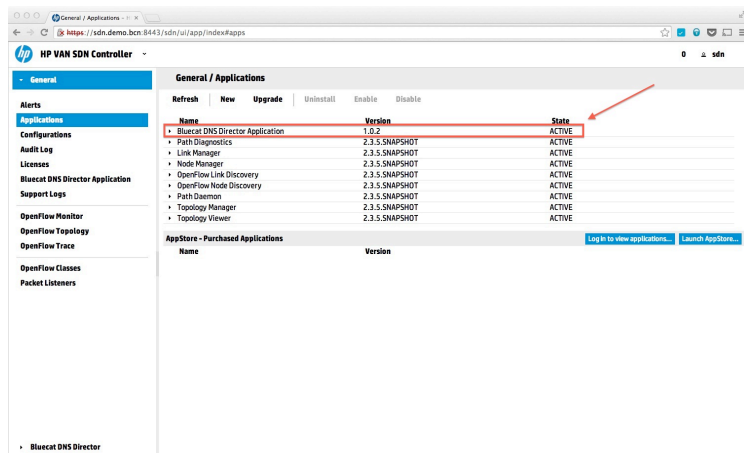 General / Applications - H
https://sdn.demo.bcn:8443/sdn/ui/app/index#apps
hp HP VAN SDN Controller 0 sdn
General
General / Applications
Refresh New Upgrade Uninstall Enable Disable
Alerts
Applications
Configurations
Audit Log
Licenses
Bluecat DNS Director Application
Support Logs
OpenFlow Monitor
OpenFlow Topology
OpenFlow Trace
OpenFlow Classes
Packet Listeners
Name Version State
Bluecat DNS Director Application 1.0.2 ACTIVE
Path Diagnostics 2.3.5.SNAPSHOT ACTIVE
Link Manager 2.3.5.SNAPSHOT ACTIVE
Node Manager 2.3.5.SNAPSHOT ACTIVE
OpenFlow Link Discovery 2.3.5.SNAPSHOT ACTIVE
OpenFlow Node Discovery 2.3.5.SNAPSHOT ACTIVE
Path Daemon 2.3.5.SNAPSHOT ACTIVE
Topology Manager 2.3.5.SNAPSHOT ACTIVE
Topology Viewer 2.3.5.SNAPSHOT ACTIVE
AppStore - Purchased Applications Log in to view applications... Launch AppStore...
Name Version
Bluecat DNS Director